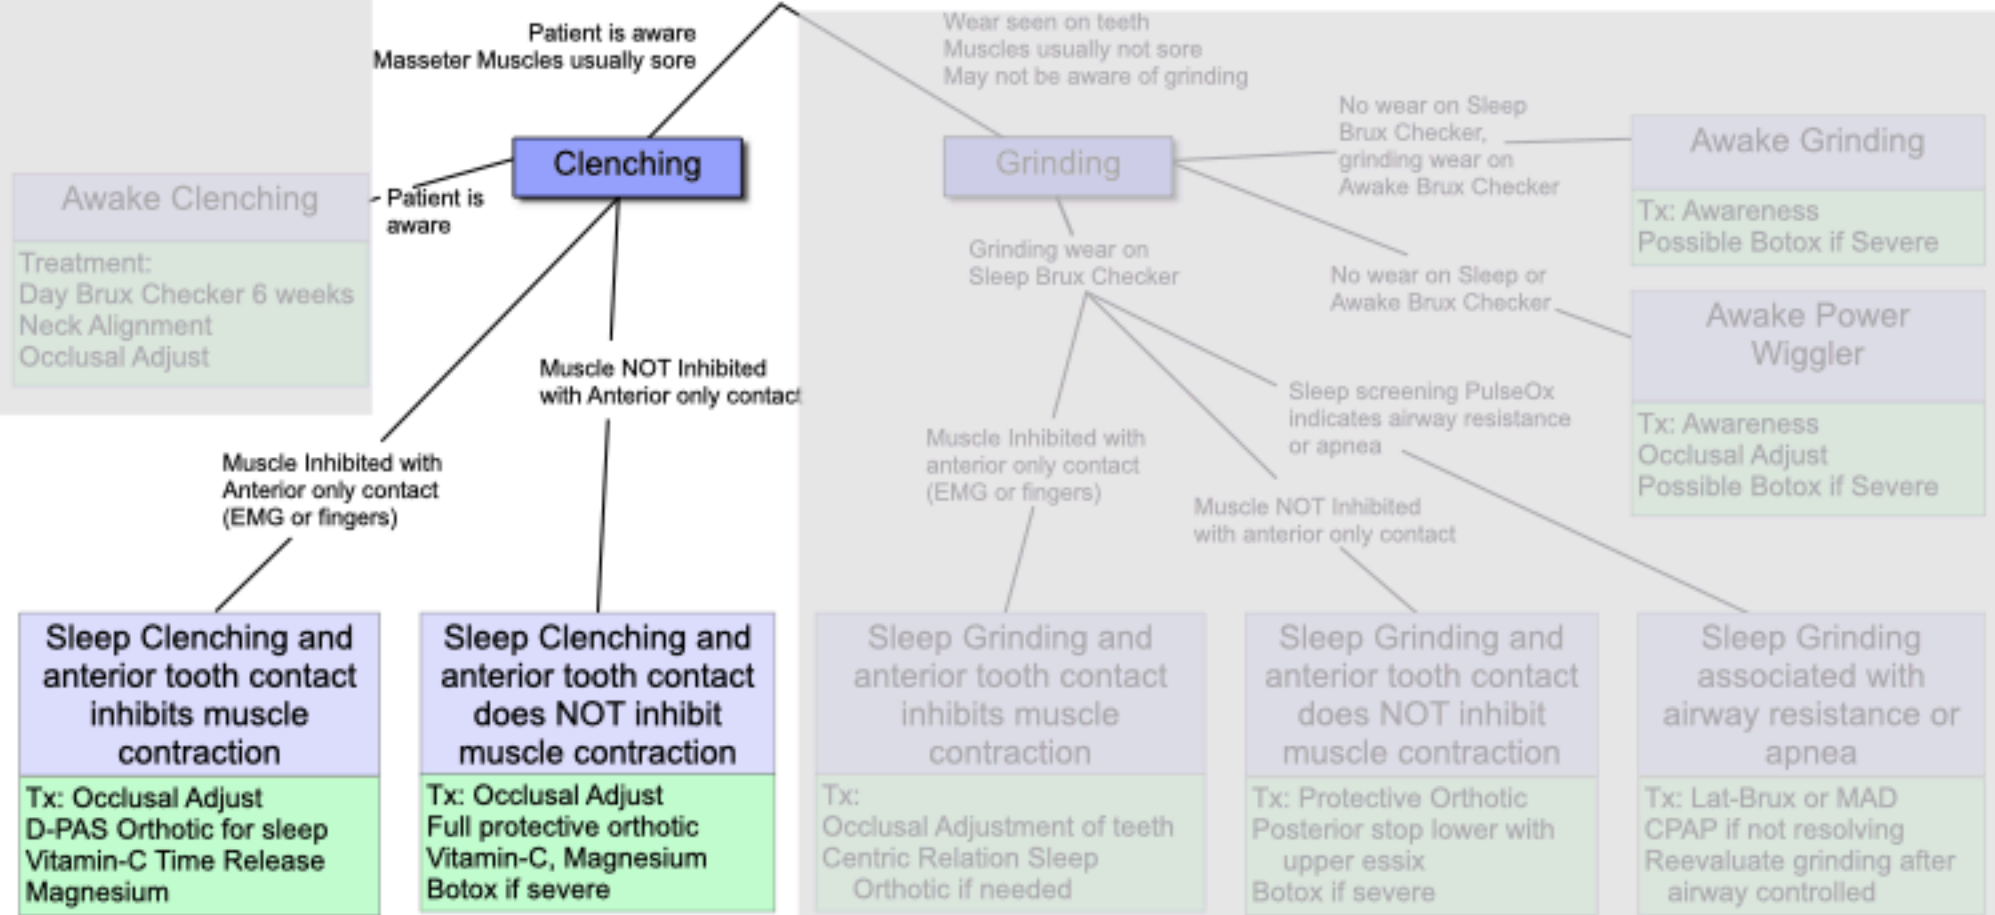 Patient is aware
Masseter Muscles usually sore
Wear seen on teeth
Muscles usually not sore
May not be aware of grinding
Clenching
Grinding
No wear on Sleep
Brux Checker,
grinding wear on
Awake Brux Checker
Awake Grinding
Tx: Awareness
Possible Botox if Severe
Awake Clenching
Treatment:
Day Brux Checker 6 weeks
Neck Alignment
Occlusal Adjust
Patient is
aware
Grinding wear on
Sleep Brux Checker
No wear on Sleep or
Awake Brux Checker
Awake Power
Wiggler
Tx: Awareness
Occlusal Adjust
Possible Botox if Severe
Muscle NOT Inhibited
with Anterior only contact
Muscle Inhibited with
Anterior only contact
(EMG or fingers)
Muscle Inhibited with
anterior only contact
(EMG or fingers)
Sleep screening PulseOx
indicates airway resistance
or apnea
Muscle NOT Inhibited
with anterior only contact
Sleep Clenching and
anterior tooth contact
inhibits muscle
contraction
Tx: Occlusal Adjust
D-PAS Orthotic for sleep
Vitamin-C Time Release
Magnesium
Sleep Clenching and
anterior tooth contact
does NOT inhibit
muscle contraction
Tx: Occlusal Adjust
Full protective orthotic
Vitamin-C, Magnesium
Botox if severe
Sleep Grinding and
anterior tooth contact
inhibits muscle
contraction
Tx:
Occlusal Adjustment of teeth
Centric Relation Sleep
Orthotic if needed
Sleep Grinding and
anterior tooth contact
does NOT inhibit
muscle contraction
Tx: Protective Orthotic
Posterior stop lower with
upper essix
Botox if severe
Sleep Grinding
associated with
airway resistance or
apnea
Tx: Lat-Brux or MAD
CPAP if not resolving
Reevaluate grinding after
airway controlled